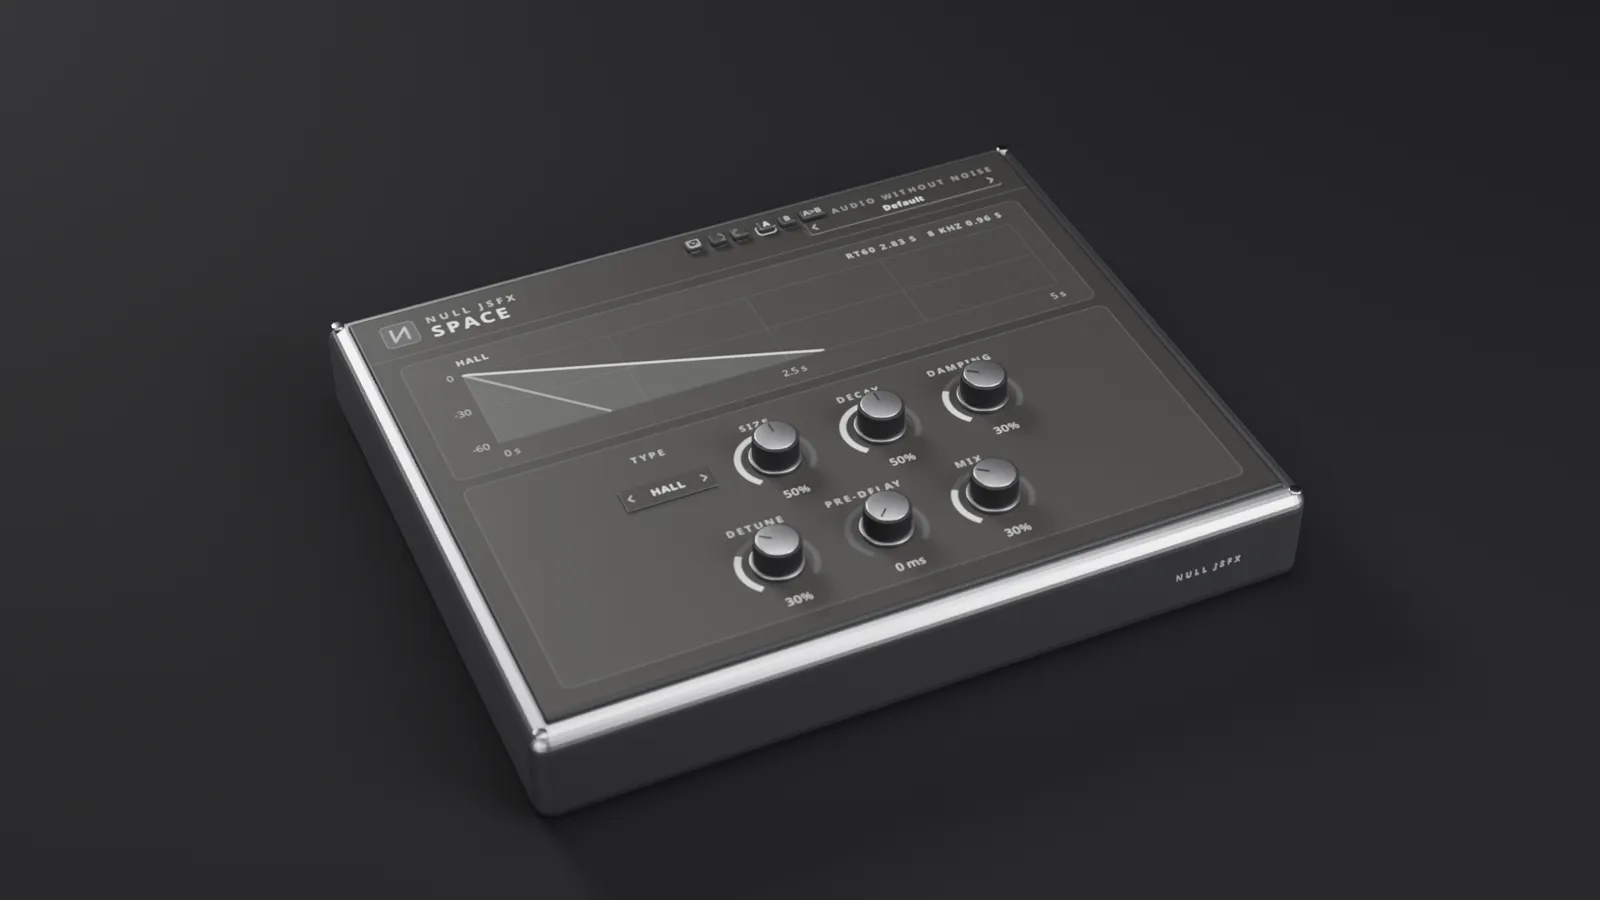 AUDIO WITHOUT NOISE
A B A>B
Default
NULL JSFX
SPACE
RT60 2.83 S 8 KHZ 0.96 S
HALL
0
-30
-60
0 s
2.5 s
5 s
TYPE
HALL
SIZE
50%
DECAY
50%
DAMPING
30%
DETUNE
30%
PRE-DELAY
0 ms
MIX
30%
NULL JSFX